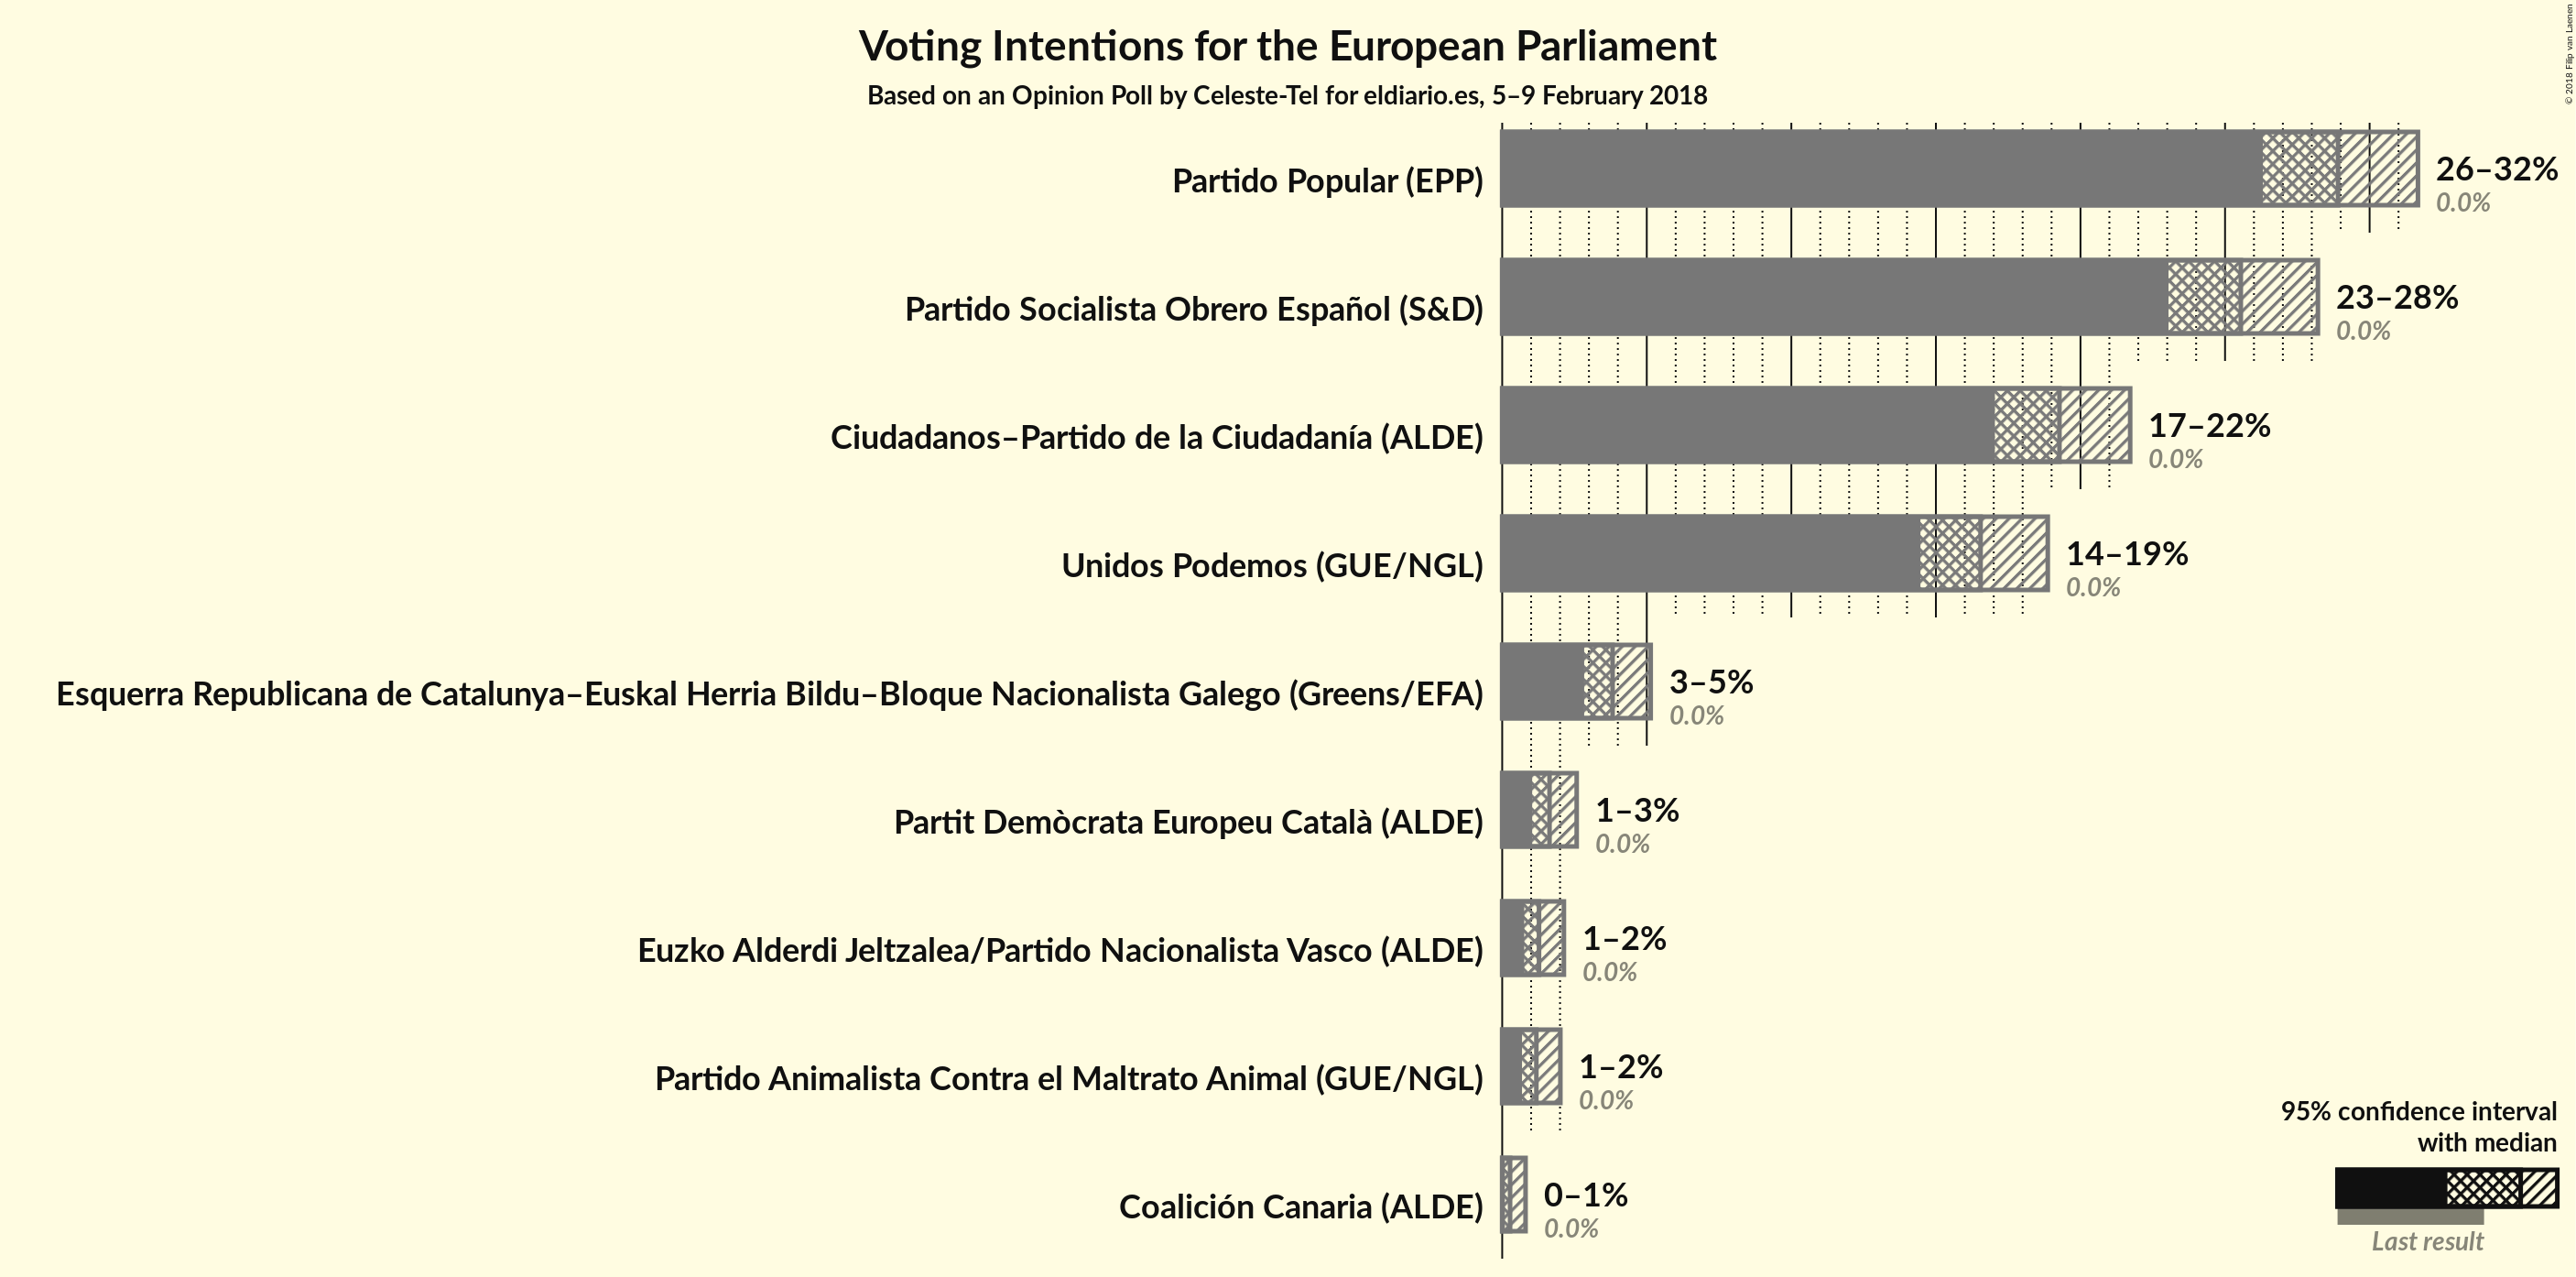 Voting Intentions for the European Parliament
Based on an Opinion Poll by Celeste-Tel for eldiario.es, 5–9 February 2018
© 2018 Filip van Laenen
Partido Popular (EPP)
26–32%
0.0%
Partido Socialista Obrero Español (S&D)
23–28%
0.0%
Ciudadanos–Partido de la Ciudadanía (ALDE)
17–22%
0.0%
Unidos Podemos (GUE/NGL)
14–19%
0.0%
Esquerra Republicana de Catalunya–Euskal Herria Bildu–Bloque Nacionalista Galego (Greens/EFA)
3–5%
0.0%
Partit Demòcrata Europeu Català (ALDE)
1–3%
0.0%
Euzko Alderdi Jeltzalea/Partido Nacionalista Vasco (ALDE)
1–2%
0.0%
Partido Animalista Contra el Maltrato Animal (GUE/NGL)
1–2%
0.0%
Coalición Canaria (ALDE)
0–1%
0.0%
95% confidence interval
with median
Last result